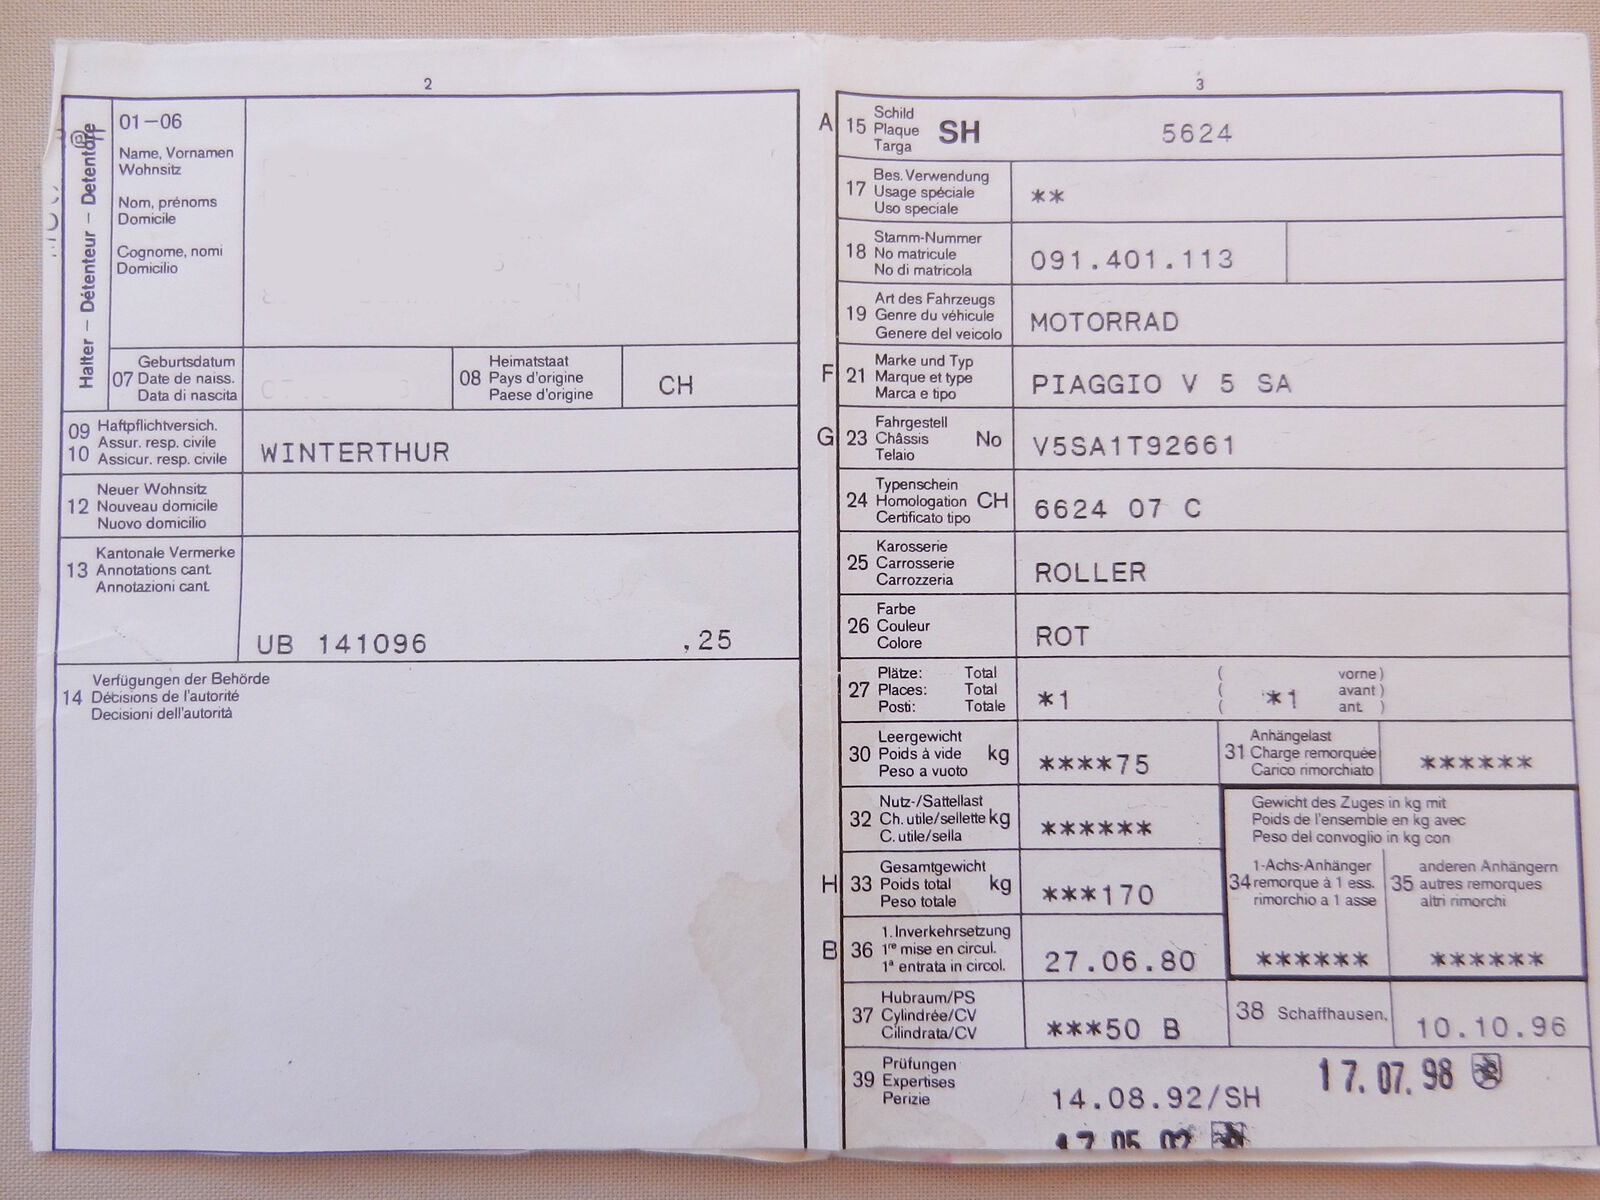 2
Halter – Détenteur – Detentore
01–06
Name, Vornamen
Wohnsitz
Nom, prénoms
Domicile
Cognome, nomi
Domicilio
07 Geburtsdatum
Date de naiss.
Data di nascita
08 Heimatstaat
Pays d'origine
Paese d'origine
CH
09 10 Haftpflichtversich.
Assur. resp. civile
Assicur. resp. civile
WINTERTHUR
12 Neuer Wohnsitz
Nouveau domicile
Nuovo domicilio
13 Kantonale Vermerke
Annotations cant.
Annotazioni cant.
UB 141096 ,25
14 Verfügungen der Behörde
Décisions de l'autorité
Decisioni dell'autorità
3
A 15 Schild
Plaque
Targa
SH 5624
17 Bes. Verwendung
Usage spéciale
Uso speciale
**
18 Stamm-Nummer
No matricule
No di matricola
091.401.113
19 Art des Fahrzeugs
Genre du véhicule
Genere del veicolo
MOTORRAD
F 21 Marke und Typ
Marque et type
Marca e tipo
PIAGGIO V 5 SA
G 23 Fahrgestell
Châssis No
Telaio
V5SA1T92661
24 Typenschein
Homologation CH
Certificato tipo
6624 07 C
25 Karosserie
Carrosserie
Carrozzeria
ROLLER
26 Farbe
Couleur
Colore
ROT
27 Plätze: Total
Places: Total
Posti: Totale
*1
( vorne )
( *1 avant )
( ant. )
30 Leergewicht
Poids à vide kg
Peso a vuoto
****75
31 Anhängelast
Charge remorquée
Carico rimorchiato
******
32 Nutz-/Sattellast
Ch. utile/sellette kg
C. utile/sella
******
Gewicht des Zuges in kg mit
Poids de l'ensemble en kg avec
Peso del convoglio in kg con
H 33 Gesamtgewicht
Poids total kg
Peso totale
***170
34 1-Achs-Anhänger
remorque à 1 ess.
rimorchio a 1 asse
******
35 anderen Anhängern
autres remorques
altri rimorchi
******
B 36 1. Inverkehrsetzung
1re mise en circul.
1a entrata in circol.
27.06.80
37 Hubraum/PS
Cylindrée/CV
Cilindrata/CV
***50 B
38 Schaffhausen, 10.10.96
39 Prüfungen
Expertises
Perizie
14.08.92/SH
17.07.98